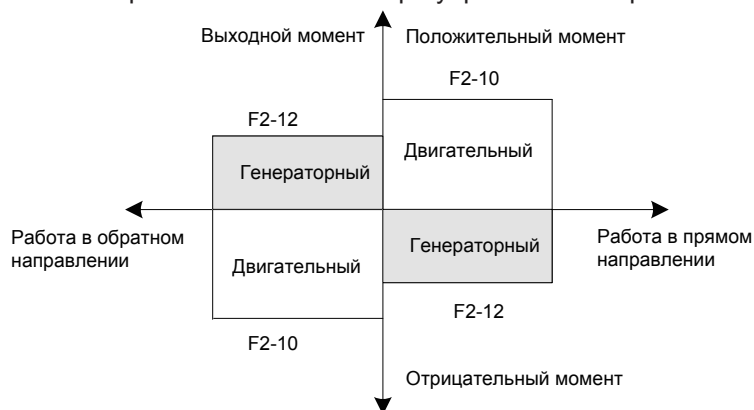 Выходной момент
Положительный момент
F2-10
F2-12
Двигательный
Генераторный
Работа в обратном
направлении
Генераторный
Работа в прямом
направлении
Двигательный
F2-12
F2-10
Отрицательный момент